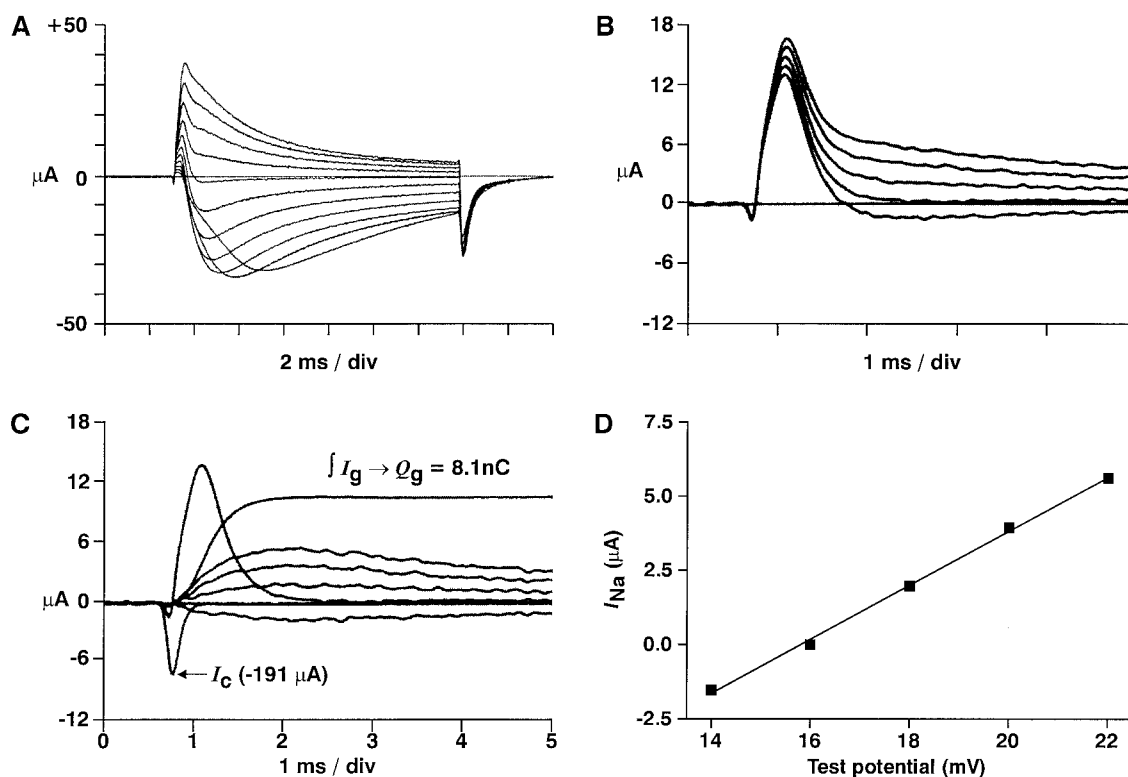 A
+50
µA
0
-50
2 ms / div
B
18
12
6
µA
0
-6
-12
1 ms / div
C
18
12
6
µA 0
-6
-12
∫ Ig → Qg = 8.1nC
Ic (-191 µA)
0 1 2 3 4 5
1 ms / div
D
7.5
5.0
2.5
0.0
-2.5
INa (µA)
14 16 18 20 22
Test potential (mV)